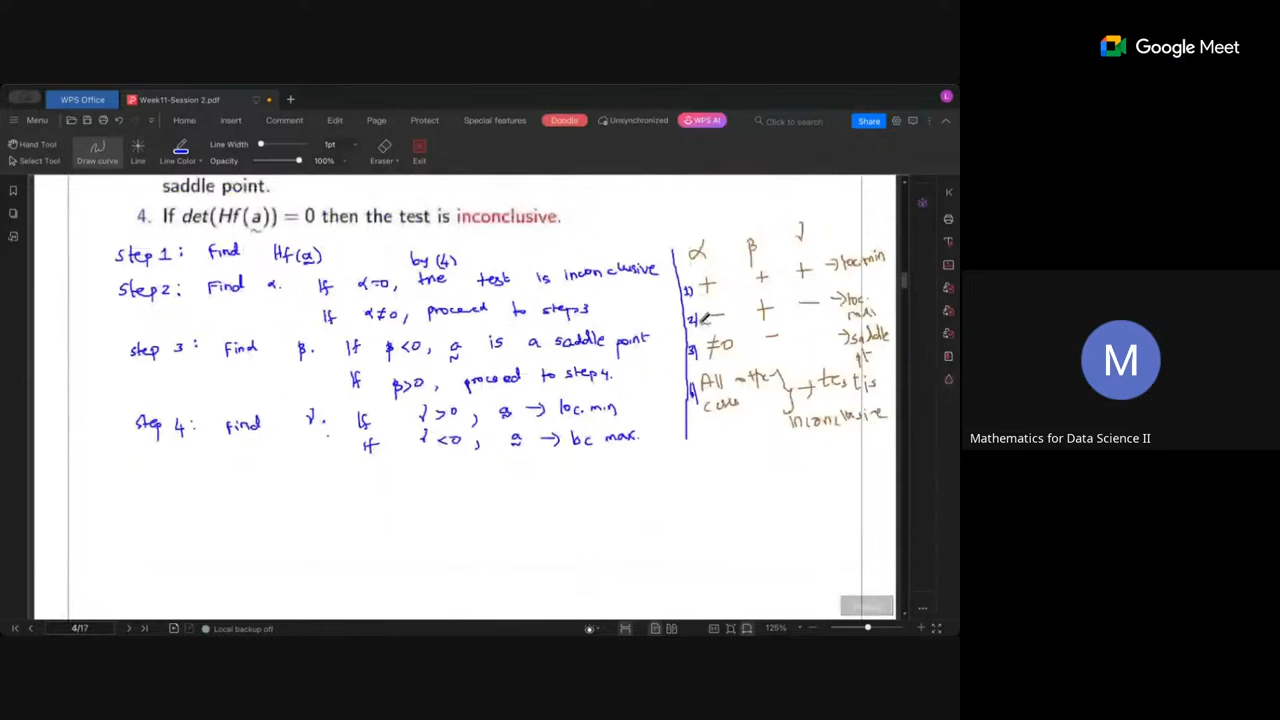 Google Meet
WPS Office
Week11-Session 2.pdf
L
Menu
Home
Insert
Comment
Edit
Page
Protect
Special features
Doodle
Unsynchronized
WPS AI
Click to search
Share
Hand Tool
Select Tool
Draw curve
Line
Line Color
Line Width
1pt
Opacity
100%
Eraser
Exit
saddle point.
4. If det(Hf(a)) = 0 then the test is inconclusive.
Step 1: Find Hf(a)
by (4)
Step 2: Find α. If α=0, the test is inconclusive
If α≠0, proceed to step 3
Step 3: Find β. If β<0, a is a saddle point
If β>0, proceed to step 4.
Step 4: Find γ. If γ>0, a → loc. min
If γ<0, a → loc max.
α β γ
1) + + + → loc. min
2) − + − → loc.
3) ≠0 − → saddle
pt
4) All other
cases } → test is
inconclusive
M
Mathematics for Data Science II
4/17
Local backup off
125%